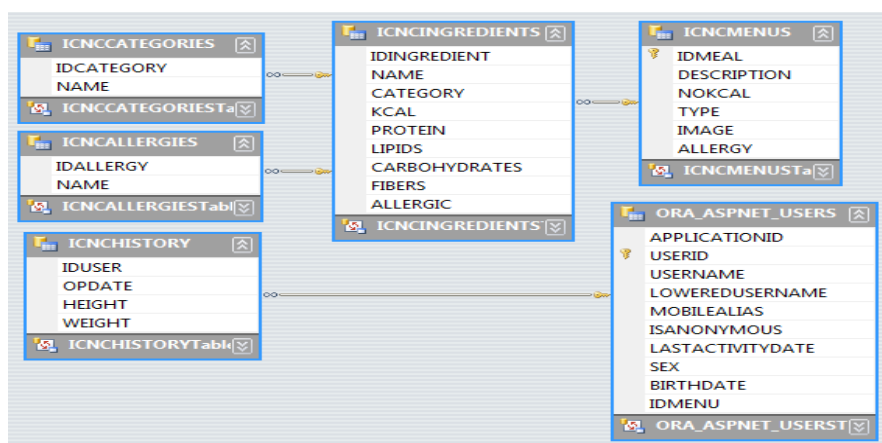 ICNCCATEGORIES
IDCATEGORY
NAME
ICNCCATEGORIESTa
ICNCALLERGIES
IDALLERGY
NAME
ICNCALLERGIESTabl
ICNCHISTORY
IDUSER
OPDATE
HEIGHT
WEIGHT
ICNCHISTORYTable
ICNCINGREDIENTS
IDINGREDIENT
NAME
CATEGORY
KCAL
PROTEIN
LIPIDS
CARBOHYDRATES
FIBERS
ALLERGIC
ICNCINGREDIENTS
ICNCMENUS
IDMEAL
DESCRIPTION
NOKCAL
TYPE
IMAGE
ALLERGY
ICNCMENUSTa
ORA_ASPNET_USERS
APPLICATIONID
USERID
USERNAME
LOWEREDUSERNAME
MOBILEALIAS
ISANONYMOUS
LASTACTIVITYDATE
SEX
BIRTHDATE
IDMENU
ORA_ASPNET_USERST